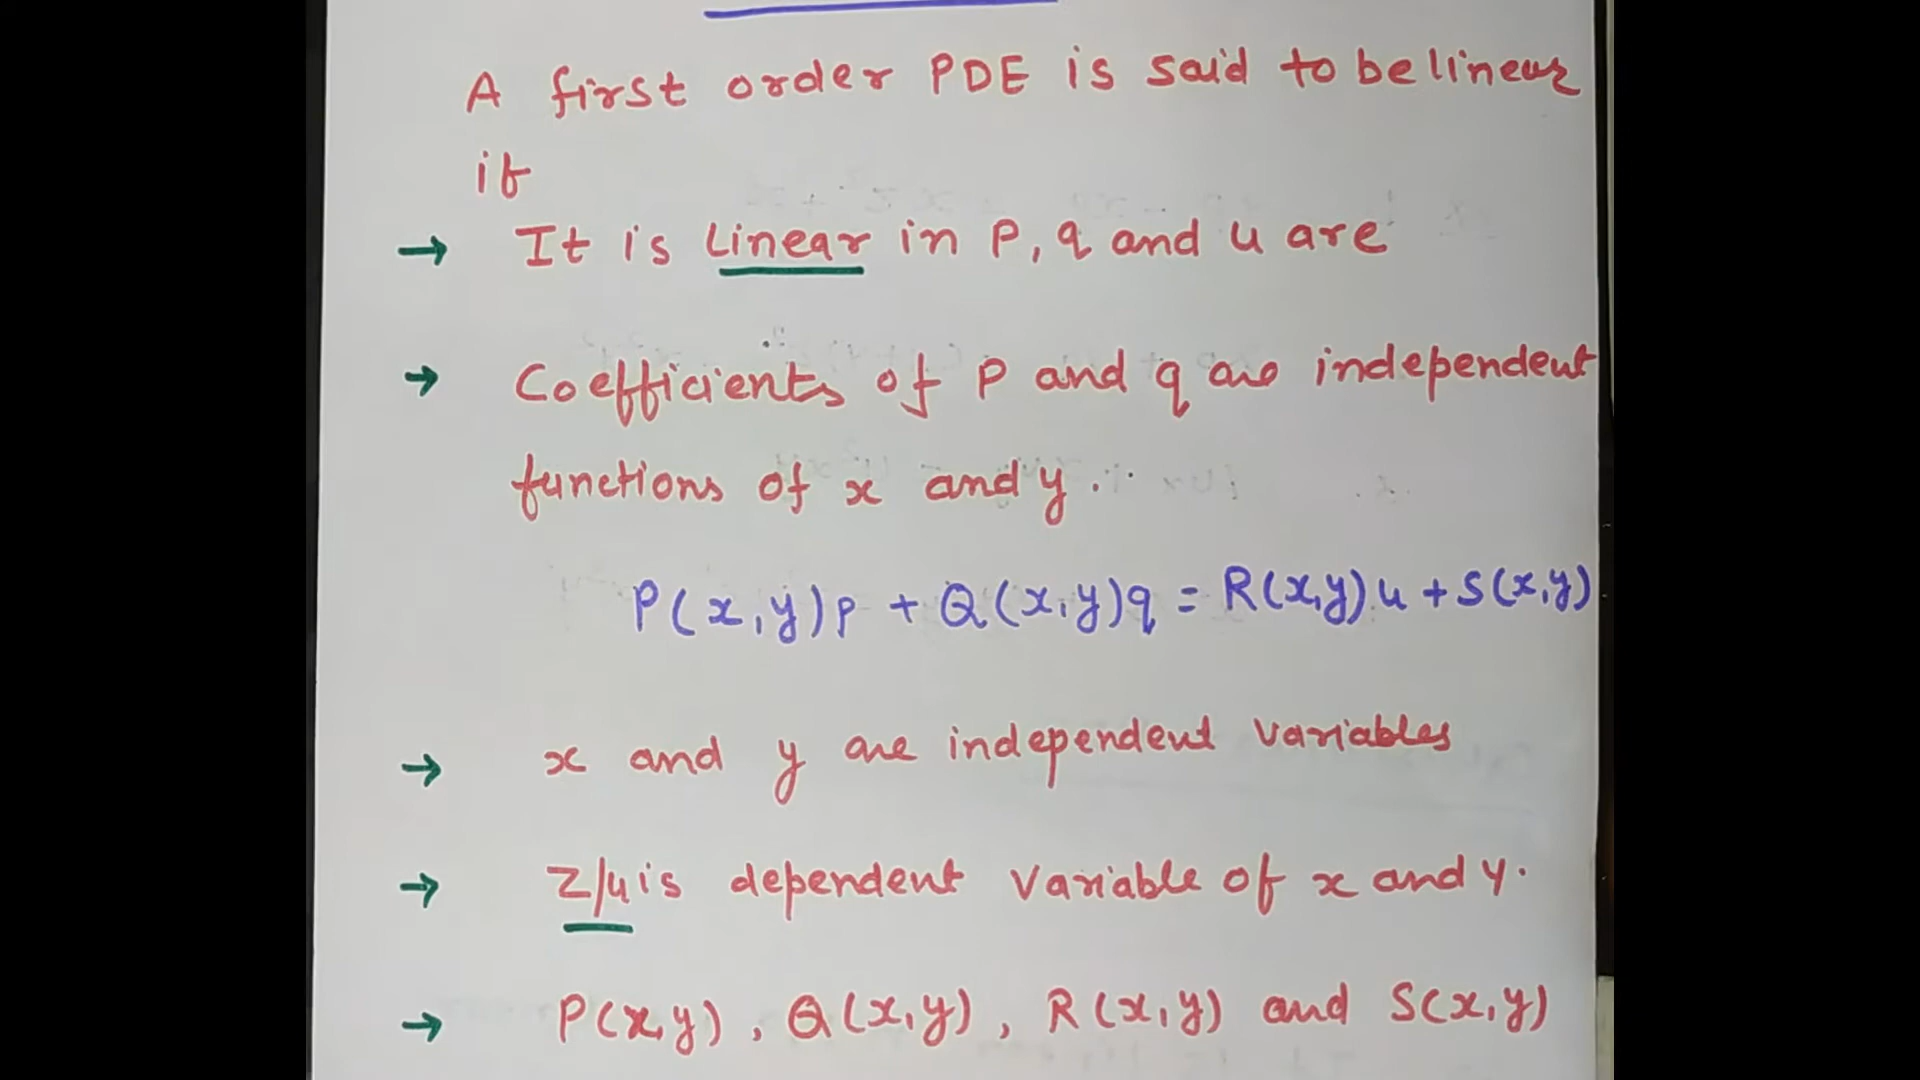 A first order PDE is said to be linear
if
→ It is Linear in P, q and u are
→ Coefficients of P and q are independent
functions of x and y.
P(x,y)p + Q(x,y)q = R(x,y)u + S(x,y)
→ x and y are independent variables
→ Z/u is dependent variable of x and y.
→ P(x,y), Q(x,y), R(x,y) and S(x,y)